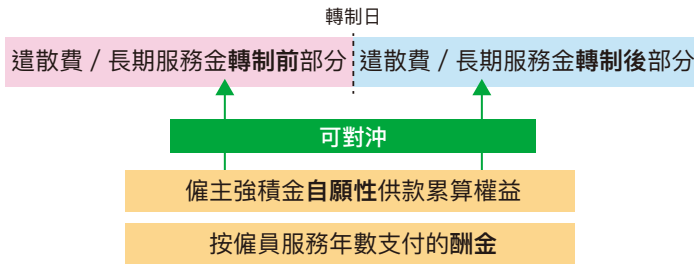 轉制日
遣散費 / 長期服務金轉制前部分 遣散費 / 長期服務金轉制後部分
可對沖
僱主強積金自願性供款累算權益
按僱員服務年數支付的酬金